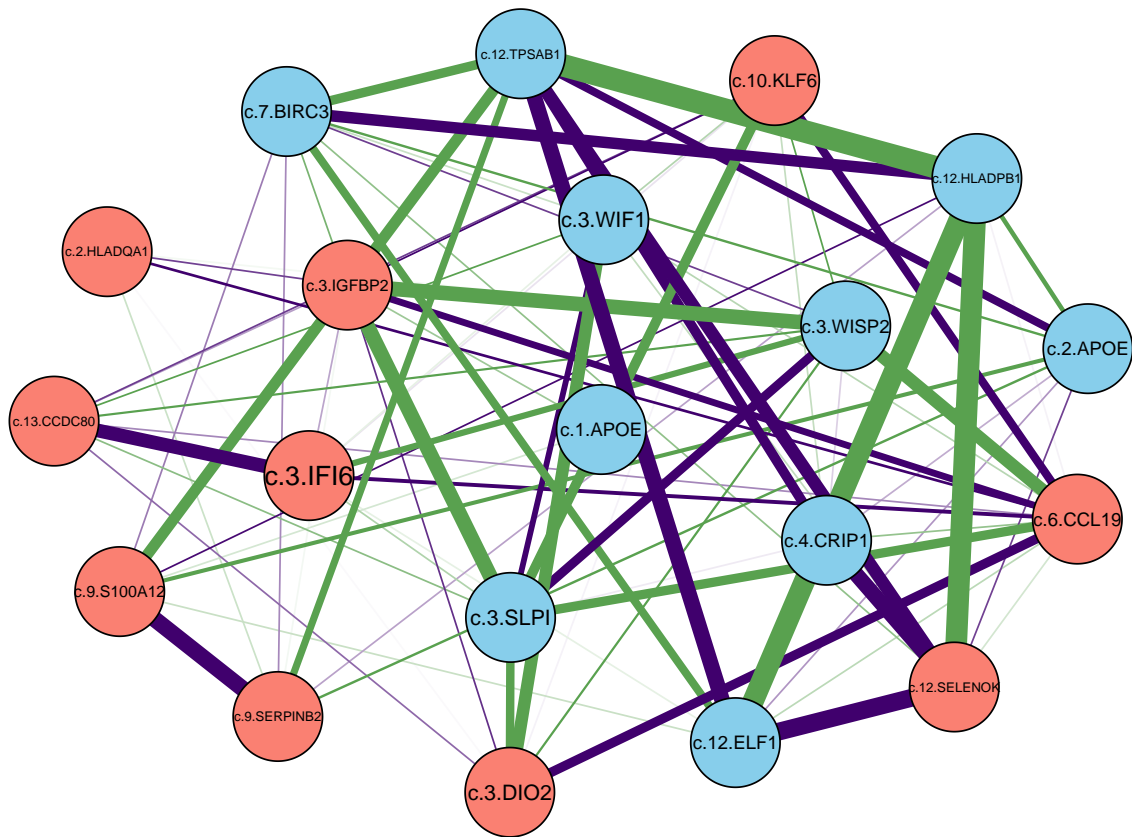 c.12.TPSAB1
c.10.KLF6
c.7.BIRC3
c.12.HLADPB1
c.3.WIF1
c.2.HLADQA1
c.3.IGFBP2
c.3.WISP2
c.2.APOE
c.13.CCDC80
c.1.APOE
c.3.IFI6
c.6.CCL19
c.4.CRIP1
c.9.S100A12
c.3.SLPI
c.12.SELENOK
c.9.SERPINB2
c.12.ELF1
c.3.DIO2